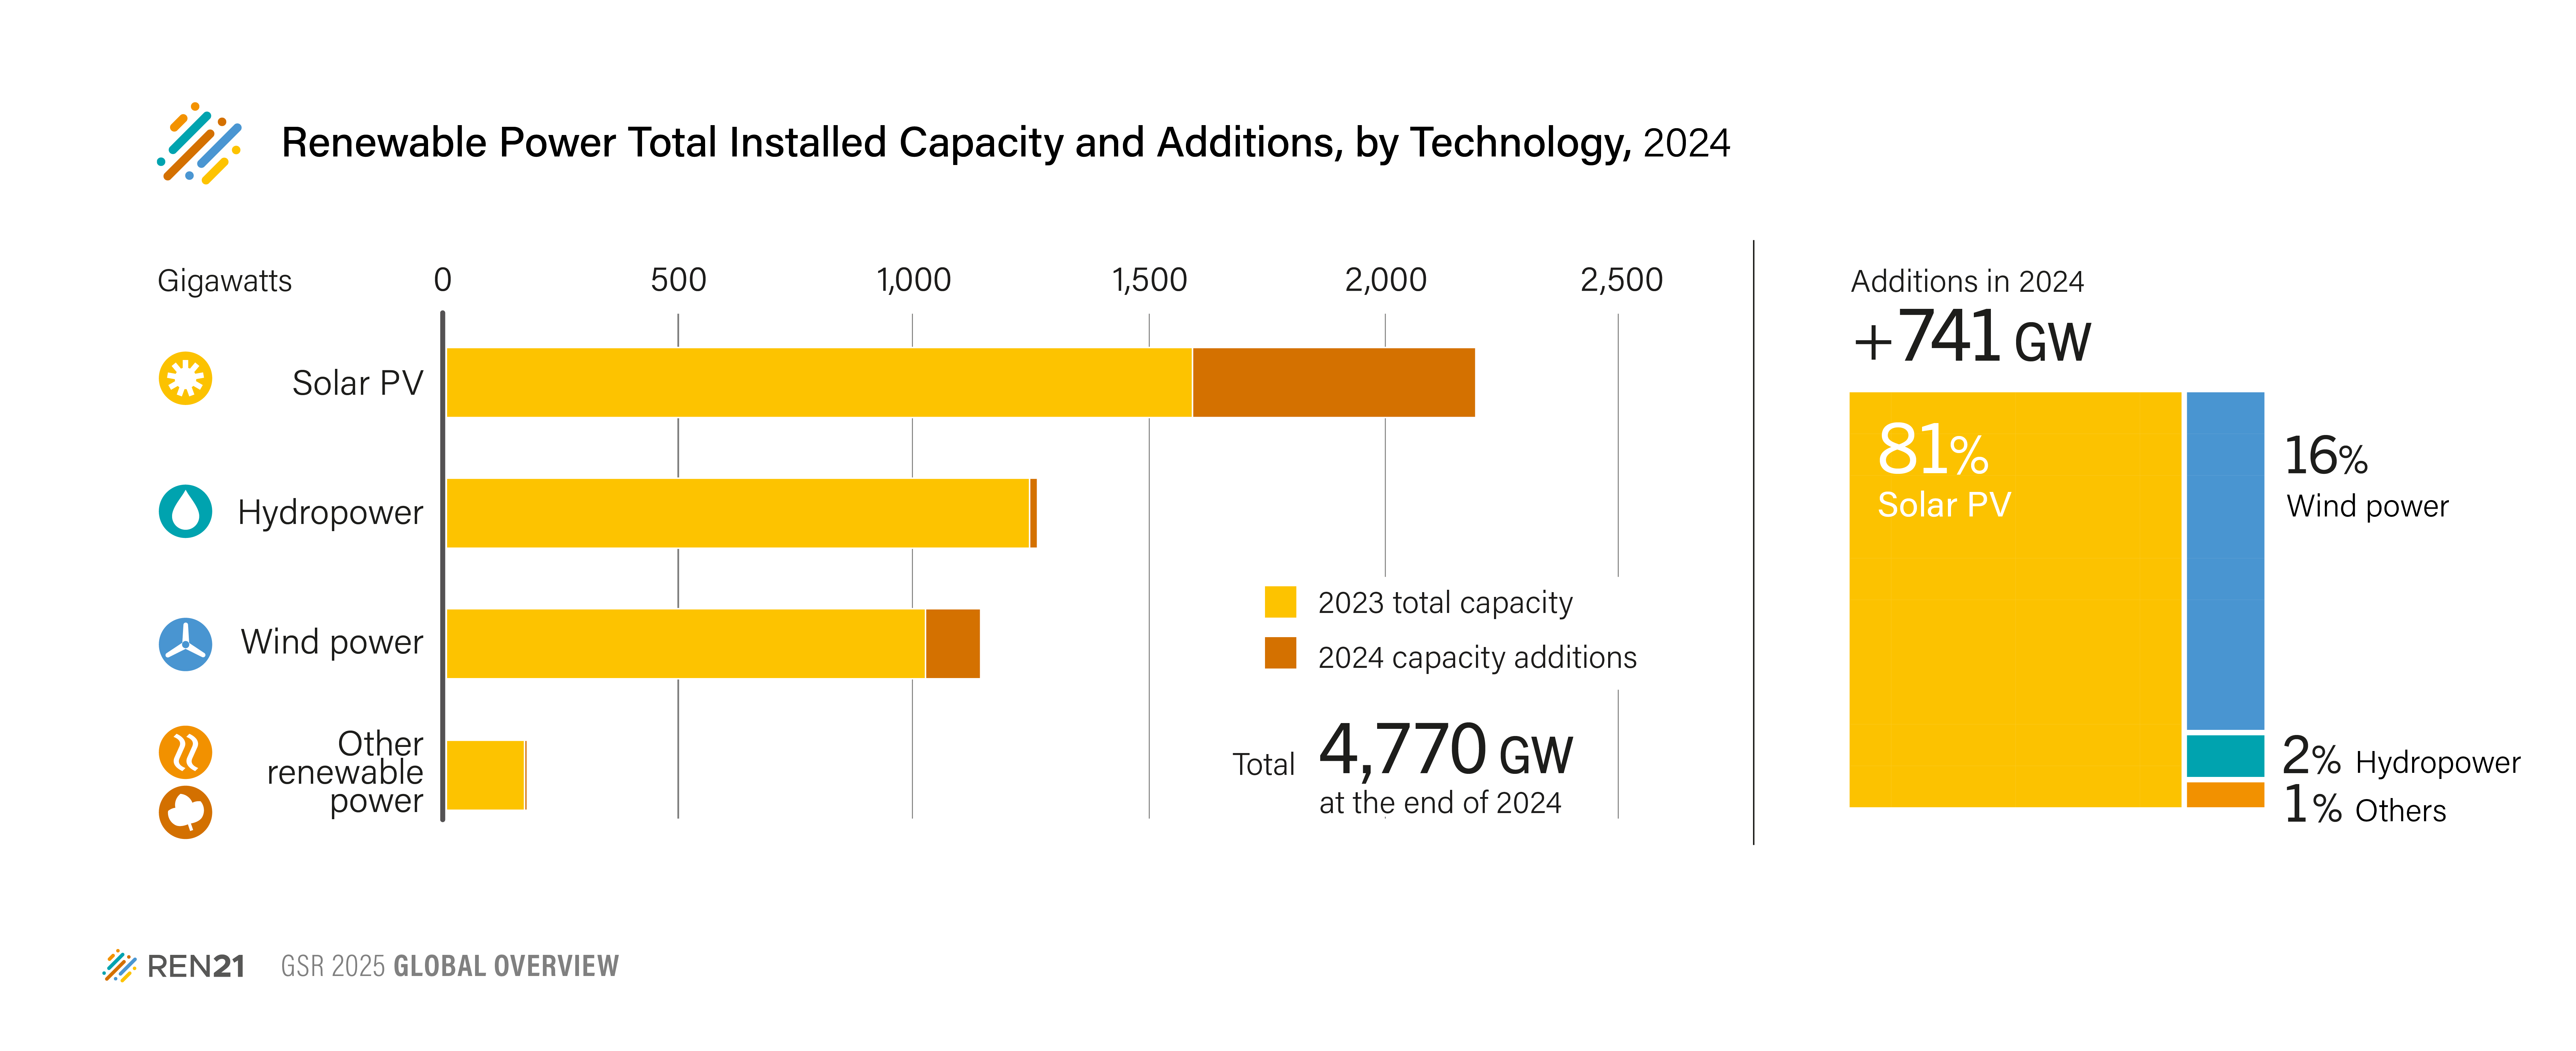 Renewable Power Total Installed Capacity and Additions, by Technology, 2024
Gigawatts 0 500 1,000 1,500 2,000 2,500
Solar PV
Hydropower
Wind power
Other
renewable
power
2023 total capacity
2024 capacity additions
Total 4,770 GW
at the end of 2024
Additions in 2024
+741 GW
81%
Solar PV
16%
Wind power
2% Hydropower
1% Others
REN21 GSR 2025 GLOBAL OVERVIEW